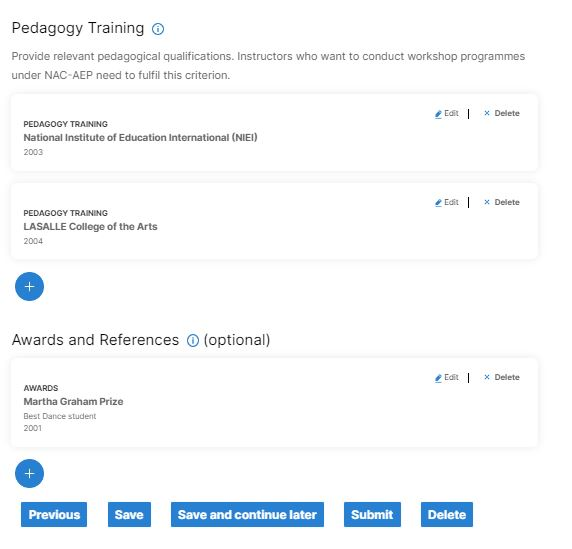 Pedagogy Training
Provide relevant pedagogical qualifications. Instructors who want to conduct workshop programmes
under NAC-AEP need to fulfil this criterion.
Edit | × Delete
PEDAGOGY TRAINING
National Institute of Education International (NIEI)
2003
Edit | × Delete
PEDAGOGY TRAINING
LASALLE College of the Arts
2004
+
Awards and References (optional)
Edit | × Delete
AWARDS
Martha Graham Prize
Best Dance student
2001
+
Previous Save Save and continue later Submit Delete